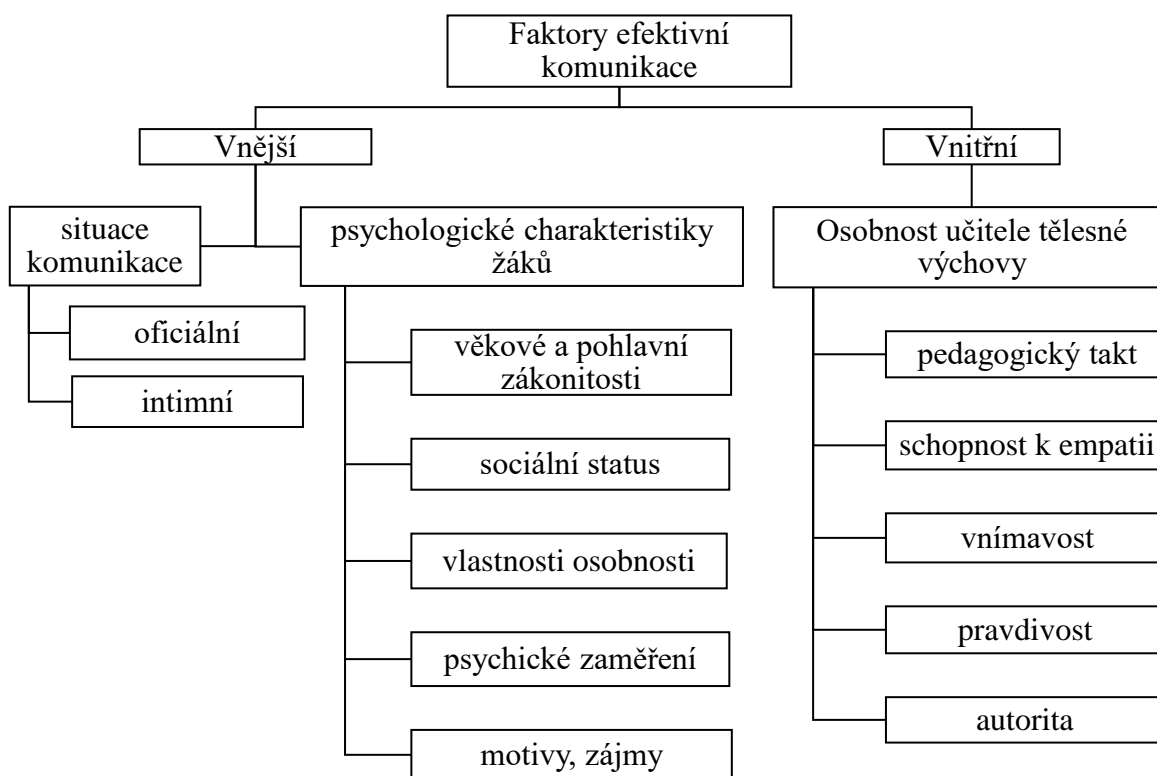 Faktory efektivní
komunikace
Vnější
Vnitřní
situace
komunikace
psychologické charakteristiky
žáků
Osobnost učitele tělesné
výchovy
oficiální
intimní
věkové a pohlavní
zákonitosti
sociální status
vlastnosti osobnosti
psychické zaměření
motivy, zájmy
pedagogický takt
schopnost k empatii
vnímavost
pravdivost
autorita